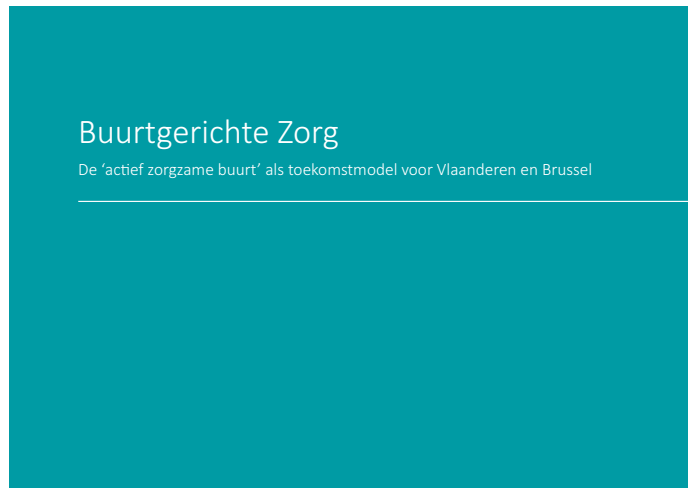 Buurtgerichte Zorg
De ‘actief zorgzame buurt’ als toekomstmodel voor Vlaanderen en Brussel